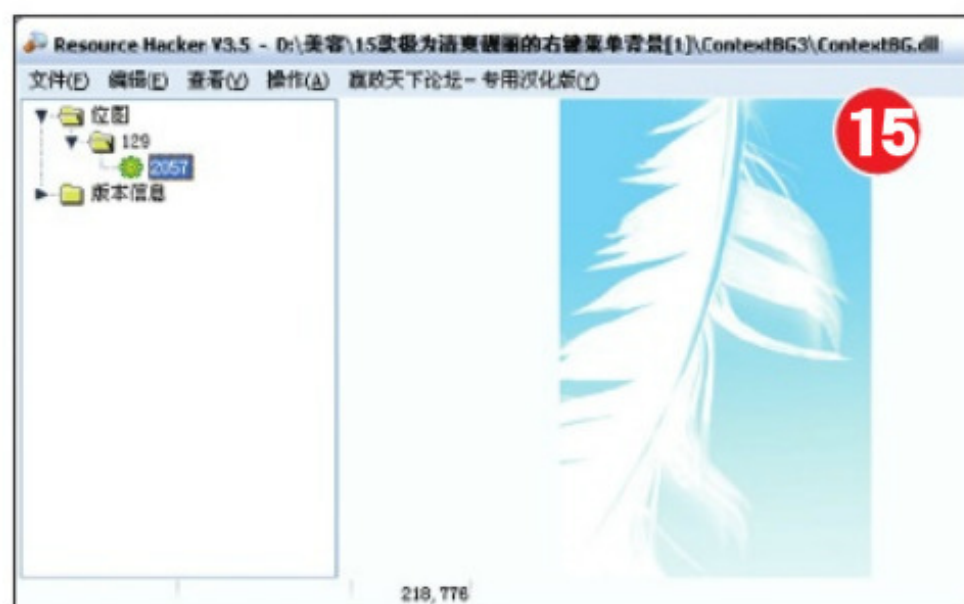 Resource Hacker V3.5 - D:\美容\15款极为清爽靓丽的右键菜单背景[1]\ContextBG3\ContextBG.dll
文件(F) 编辑(E) 查看(V) 操作(A) 赢政天下论坛-专用汉化版(Y)
位图
15
129
2057
版本信息
218,776